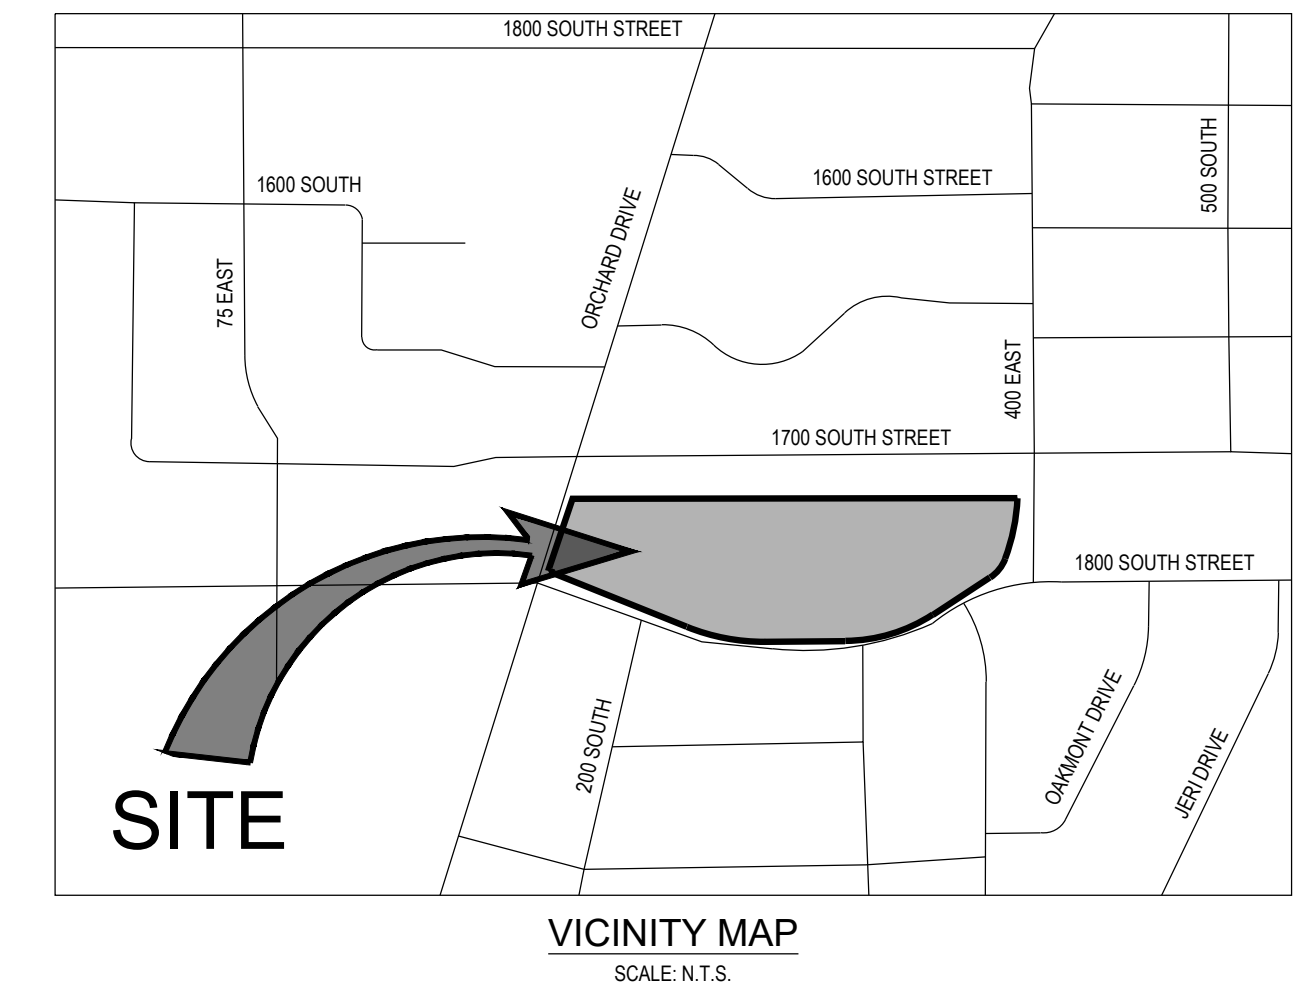 1800 SOUTH STREET
500 SOUTH
1600 SOUTH
1600 SOUTH STREET
ORCHARD DRIVE
75 EAST
400 EAST
1700 SOUTH STREET
1800 SOUTH STREET
200 SOUTH
OAKMONT DRIVE
JERI DRIVE
SITE
VICINITY MAP
SCALE: N.T.S.